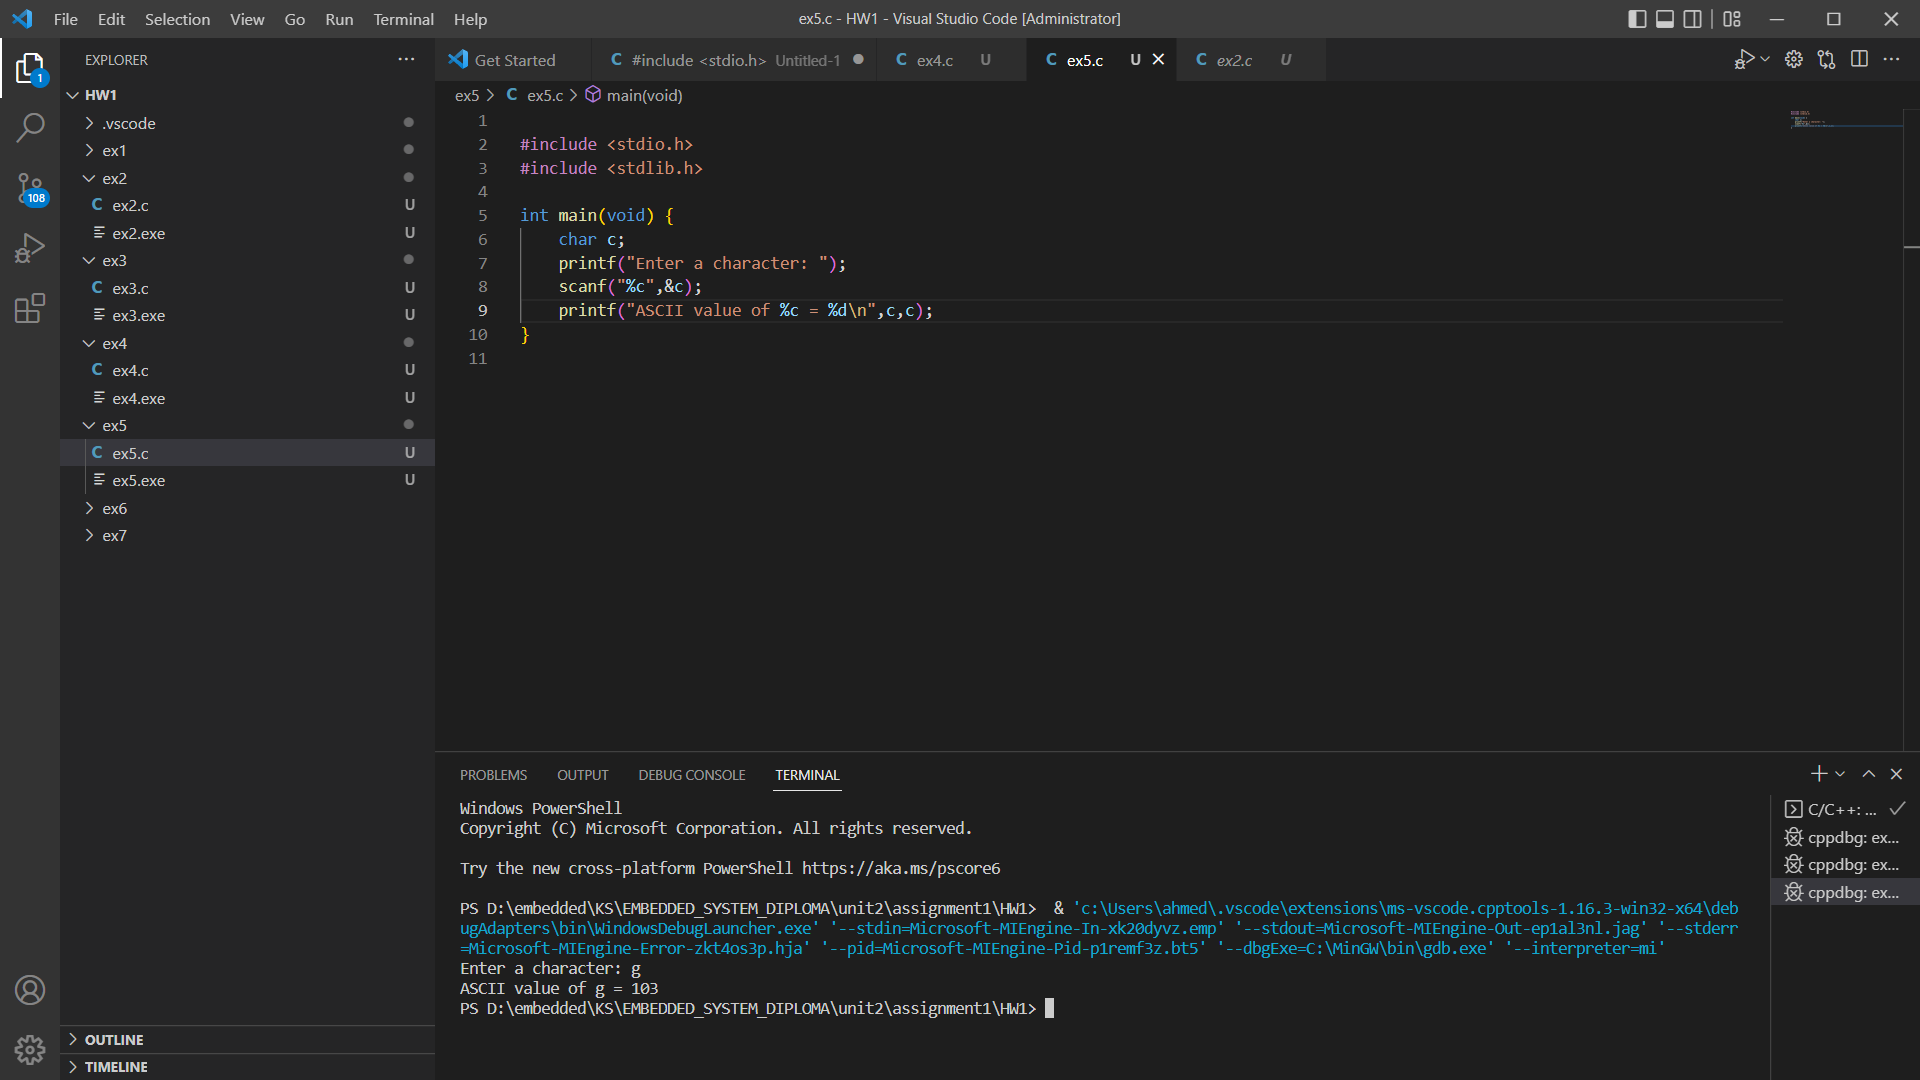 File Edit Selection View Go Run Terminal Help
ex5.c - HW1 - Visual Studio Code [Administrator]
EXPLORER
HW1
.vscode
ex1
ex2
C ex2.c U
ex2.exe U
ex3
C ex3.c U
ex3.exe U
ex4
C ex4.c U
ex4.exe U
ex5
C ex5.c U
ex5.exe U
ex6
ex7
OUTLINE
TIMELINE
1
108
Get Started
C #include <stdio.h> Untitled-1
C ex4.c U
C ex5.c U
C ex2.c U
ex5 > C ex5.c > main(void)
1
2 #include <stdio.h>
3 #include <stdlib.h>
4
5 int main(void) {
6 char c;
7 printf("Enter a character: ");
8 scanf("%c",&c);
9 printf("ASCII value of %c = %d\n",c,c);
10 }
11
PROBLEMS OUTPUT DEBUG CONSOLE TERMINAL
Windows PowerShell
Copyright (C) Microsoft Corporation. All rights reserved.
Try the new cross-platform PowerShell https://aka.ms/pscore6
PS D:\embedded\KS\EMBEDDED_SYSTEM_DIPLOMA\unit2\assignment1\HW1>  & 'c:\Users\ahmed\.vscode\extensions\ms-vscode.cpptools-1.16.3-win32-x64\deb
ugAdapters\bin\WindowsDebugLauncher.exe' '--stdin=Microsoft-MIEngine-In-xk20dyvz.emp' '--stdout=Microsoft-MIEngine-Out-ep1al3nl.jag' '--stderr
=Microsoft-MIEngine-Error-zkt4os3p.hja' '--pid=Microsoft-MIEngine-Pid-p1remf3z.bt5' '--dbgExe=C:\MinGW\bin\gdb.exe' '--interpreter=mi'
Enter a character: g
ASCII value of g = 103
PS D:\embedded\KS\EMBEDDED_SYSTEM_DIPLOMA\unit2\assignment1\HW1>
C/C++: ...
cppdbg: ex...
cppdbg: ex...
cppdbg: ex...